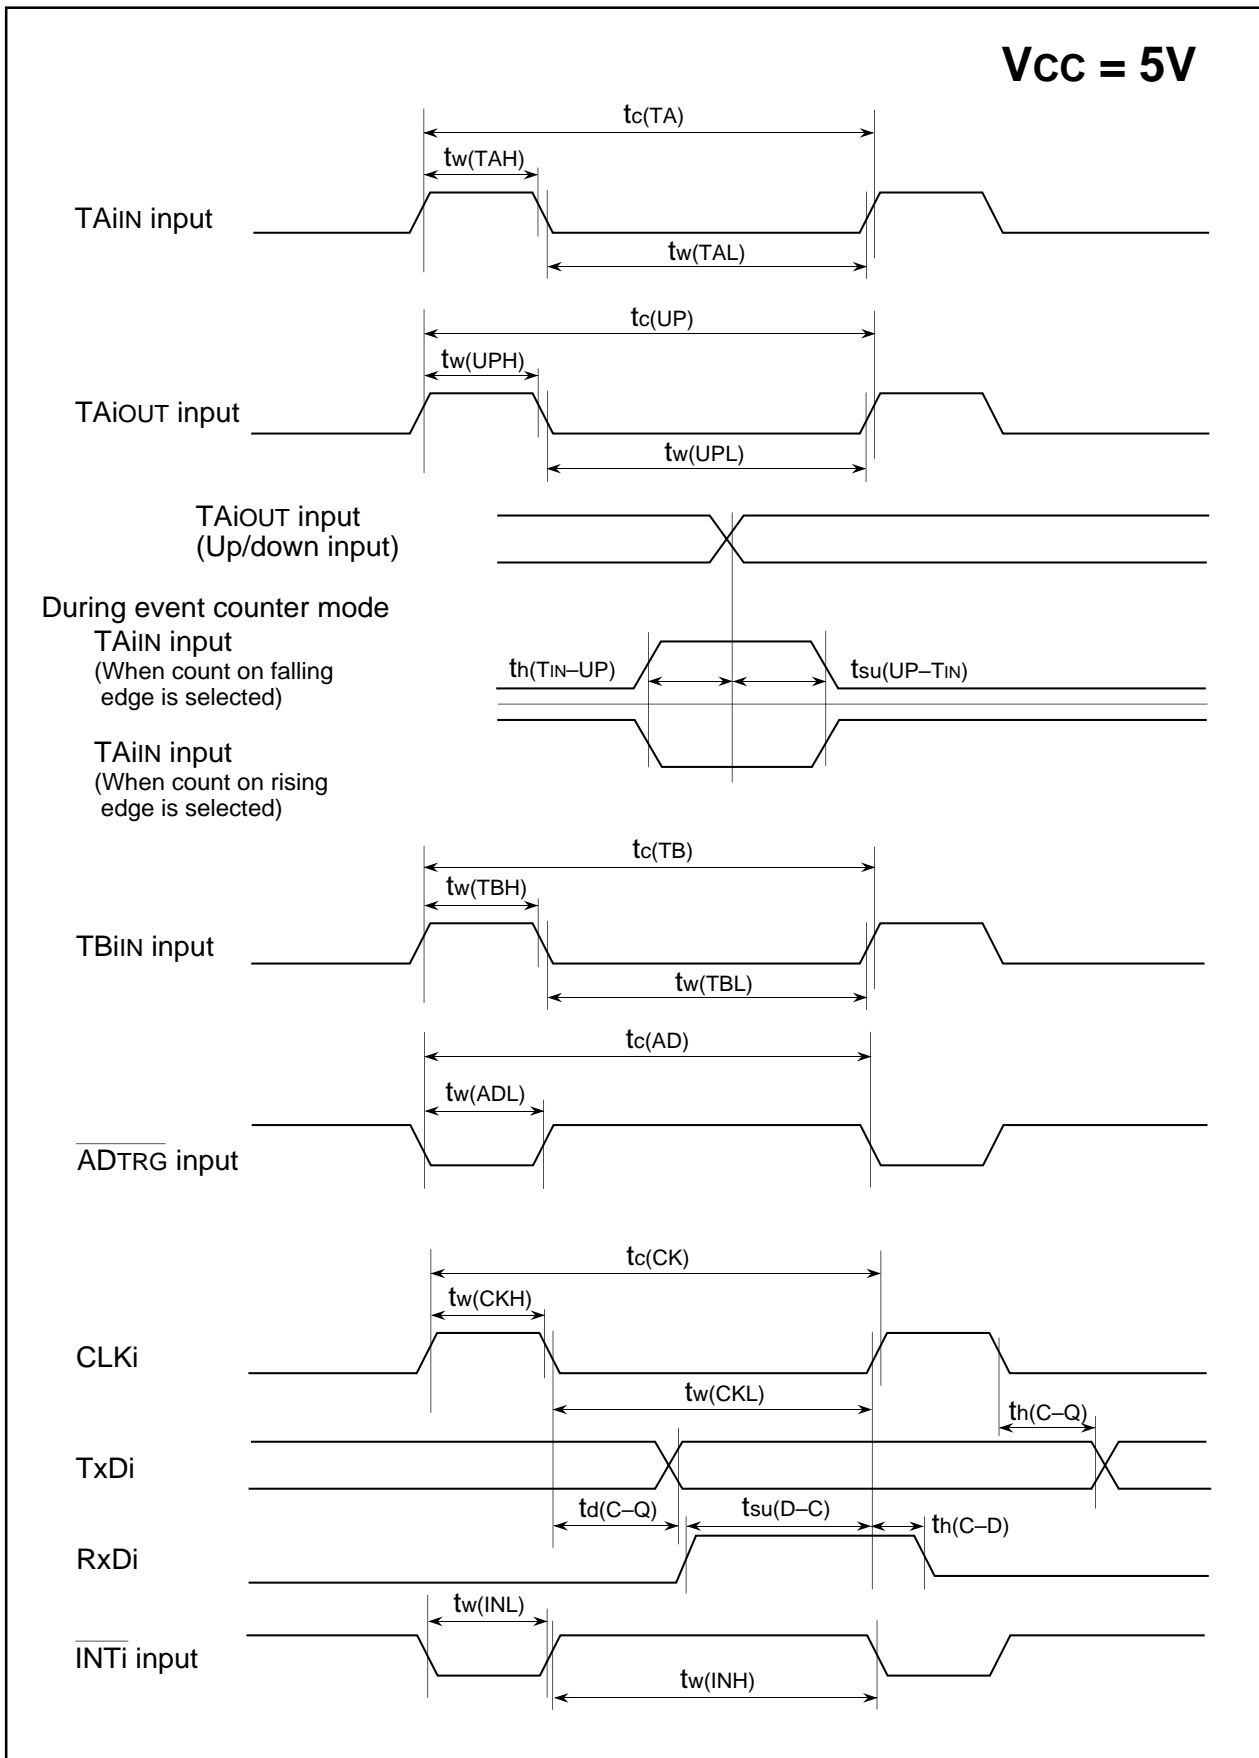 VCC = 5V
tc(TA)
tw(TAH)
TAiIN input
tw(TAL)
tc(UP)
tw(UPH)
TAiOUT input
tw(UPL)
TAiOUT input
(Up/down input)
During event counter mode
TAiIN input
(When count on falling
edge is selected)
th(TIN–UP)
tsu(UP–TIN)
TAiIN input
(When count on rising
edge is selected)
tc(TB)
tw(TBH)
TBiIN input
tw(TBL)
tc(AD)
tw(ADL)
ADTRG input
tc(CK)
tw(CKH)
CLKi
tw(CKL)
th(C–Q)
TxDi
td(C–Q)
tsu(D–C)
th(C–D)
RxDi
tw(INL)
INTi input
tw(INH)